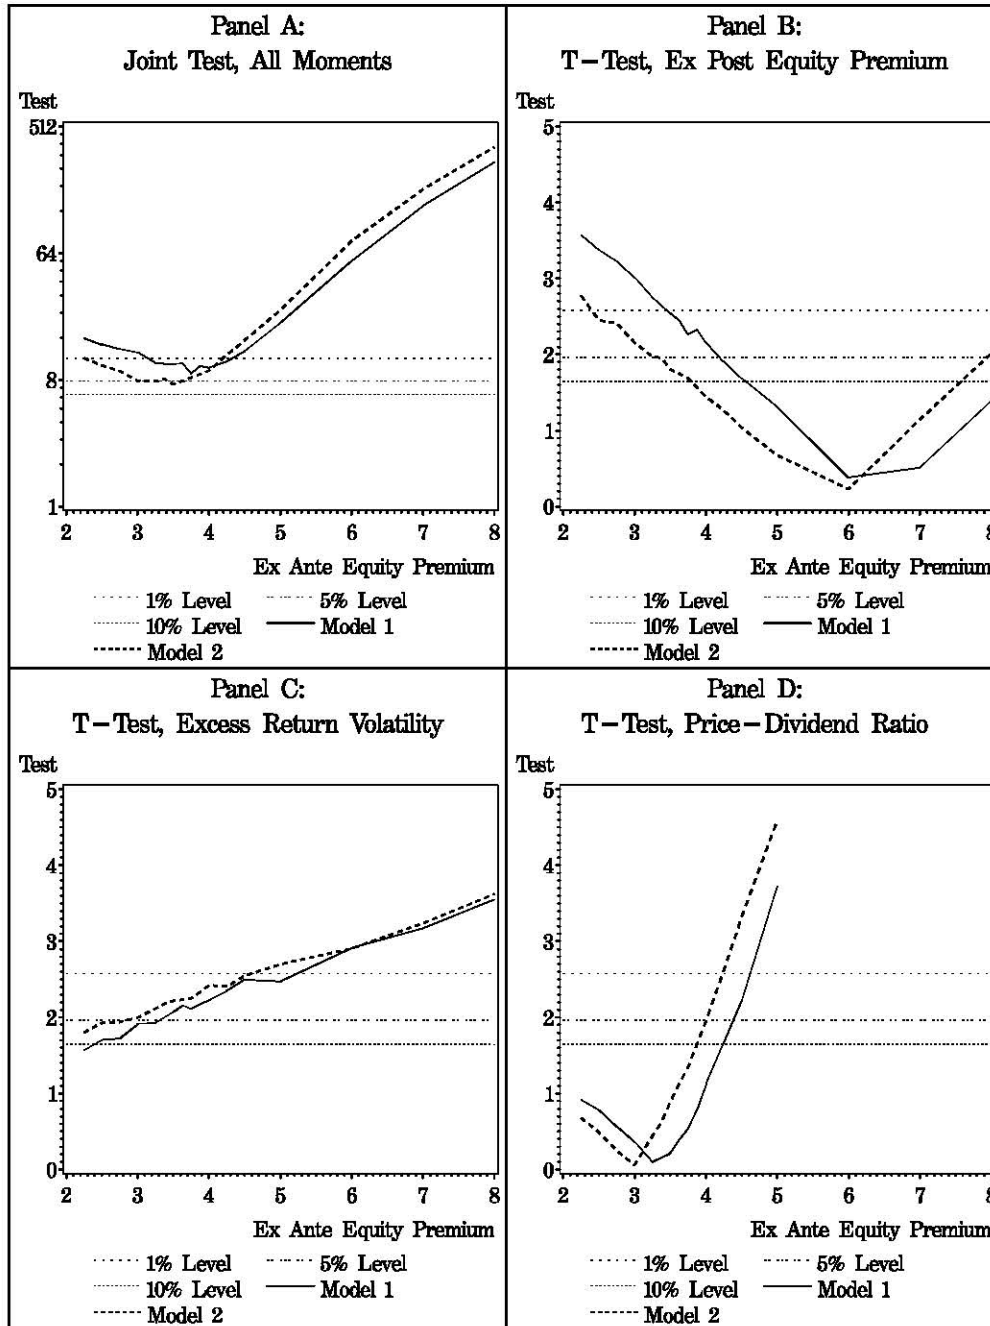 Panel A:
Joint Test, All Moments
Test
512
64
8
1
2 3 4 5 6 7 8
Ex Ante Equity Premium
1% Level 5% Level
10% Level Model 1
Model 2
Panel B:
T-Test, Ex Post Equity Premium
Test
5
4
3
2
1
0
2 3 4 5 6 7 8
Ex Ante Equity Premium
1% Level 5% Level
10% Level Model 1
Model 2
Panel C:
T-Test, Excess Return Volatility
Test
5
4
3
2
1
0
2 3 4 5 6 7 8
Ex Ante Equity Premium
1% Level 5% Level
10% Level Model 1
Model 2
Panel D:
T-Test, Price-Dividend Ratio
Test
5
4
3
2
1
0
2 3 4 5 6 7 8
Ex Ante Equity Premium
1% Level 5% Level
10% Level Model 1
Model 2